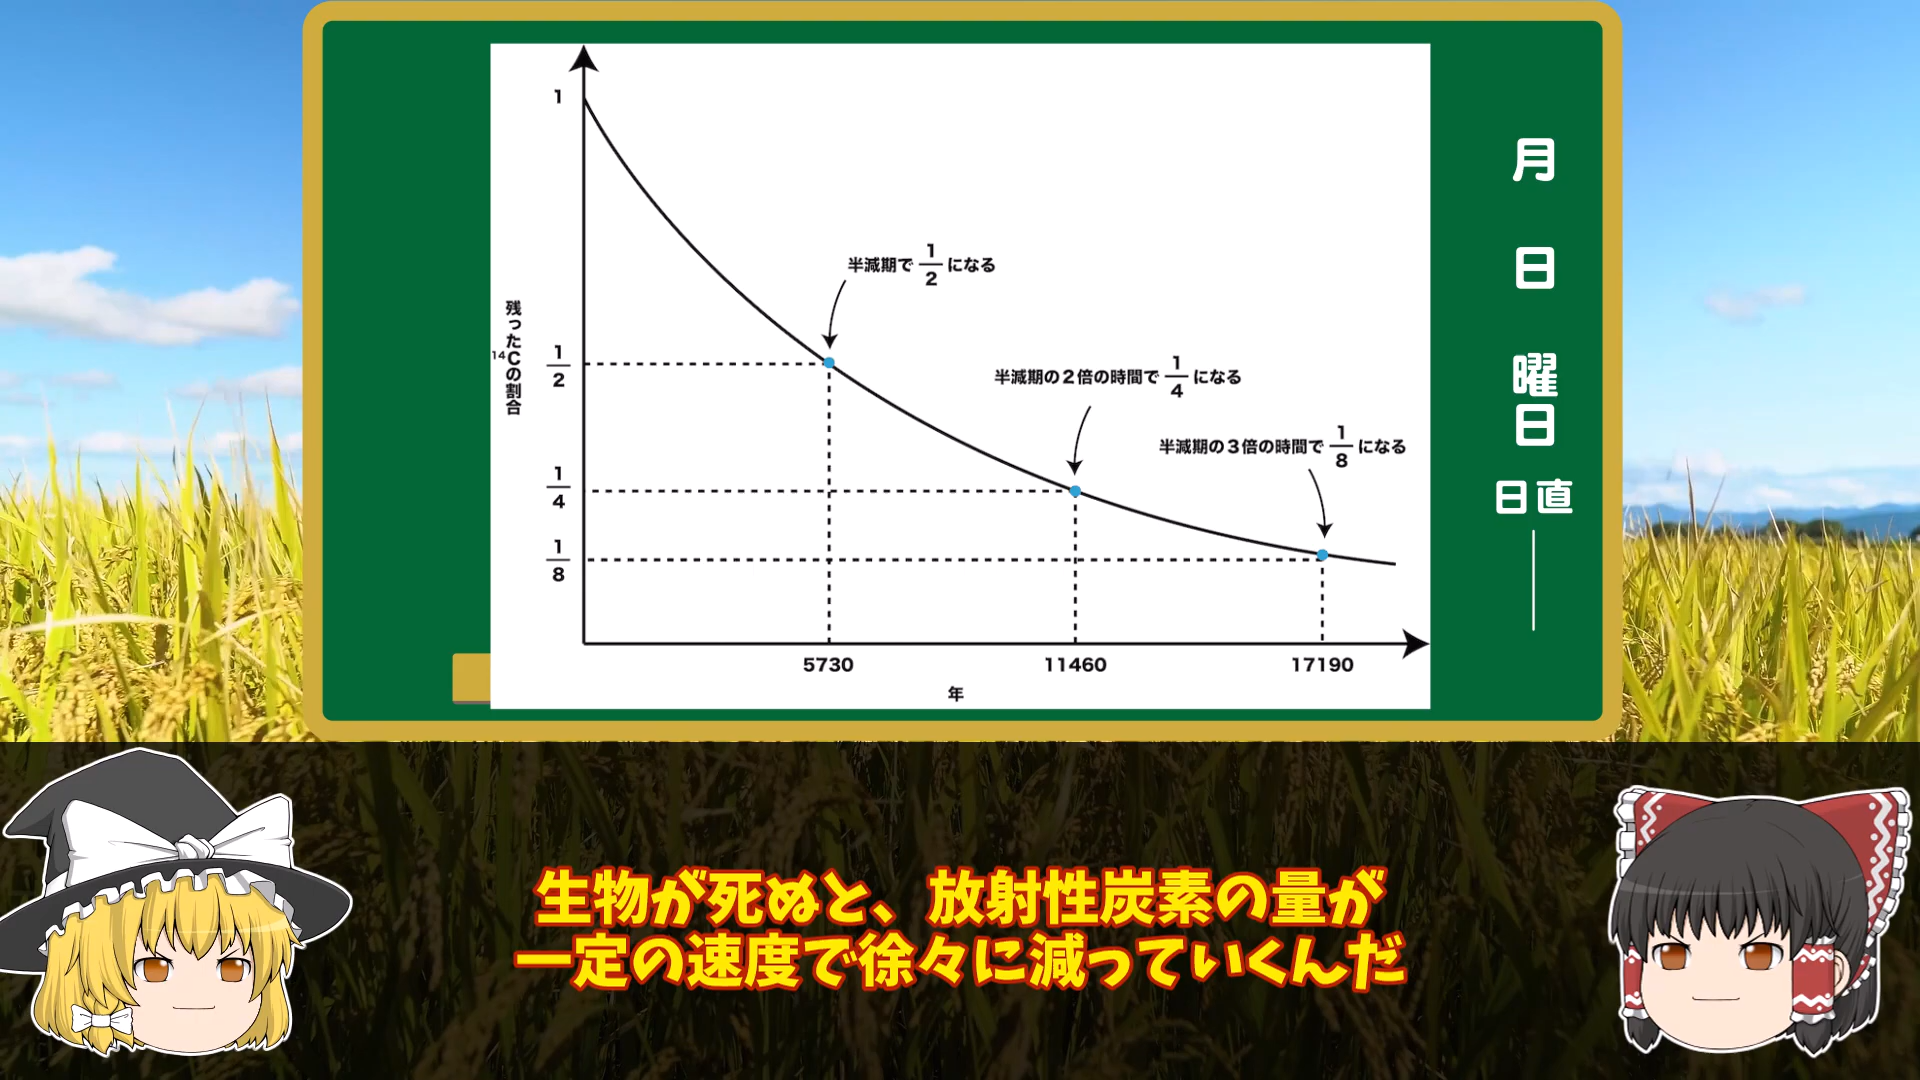 1
半減期で 1/2 になる
半減期の2倍の時間で 1/4 になる
半減期の3倍の時間で 1/8 になる
残った14Cの割合
1/2
1/4
1/8
5730 11460 17190
年
月
日
曜日
日直
生物が死ぬと、放射性炭素の量が
一定の速度で徐々に減っていくんだ